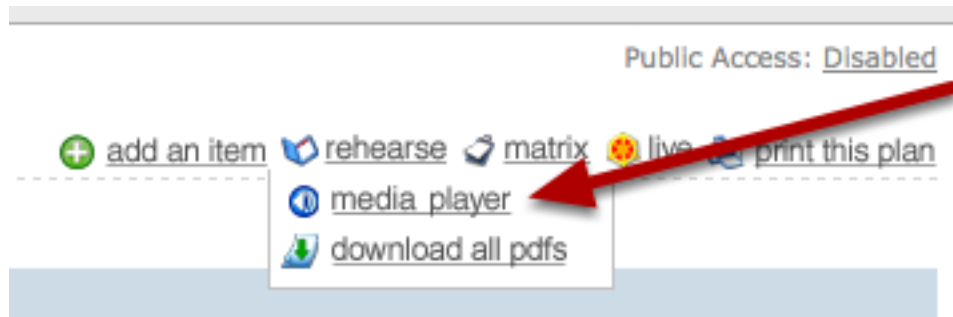 Public Access: Disabled
add an item rehearse matrix live print this plan
media player
download all pdfs